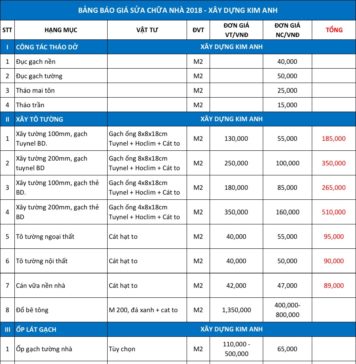 BẢNG BÁO GIÁ SỬA CHỮA NHÀ 2018 - XÂY DỰNG KIM ANH
STT HẠNG MỤC VẬT TƯ ĐVT ĐƠN GIÁ VT/VNĐ ĐƠN GIÁ NC/VNĐ TỔNG
I CÔNG TÁC THÁO DỠ XÂY DỰNG KIM ANH
1 Đục gạch nền M2 40,000
2 Đục gạch tường M2 50,000
3 Tháo mái tôn M2 25,000
4 Tháo trần M2 15,000
II XÂY TÔ TƯỜNG XÂY DỰNG KIM ANH
1 Xây tường 100mm, gạch tuynel BD. Gạch ống 8x8x18cm Tuynel + Hoclim + Cát to M2 130,000 55,000 185,000
2 Xây tường 200mm, gạch Tuynel BD Gạch ống 8x8x18cm Tuynel + Hoclim + Cát to M2 250,000 100,000 350,000
3 Xây tường 100mm, gạch thẻ BD. Gạch ống 4x8x18cm Tuynel + Hoclim + Cát to M2 180,000 85,000 265,000
4 Xây tường 200mm, gạch thẻ BD Gạch ống 4x8x18cm Tuynel + Hoclim + Cát to M2 350,000 160,000 510,000
5 Tô tường ngoại thất Cát hạt to M2 40,000 55,000 95,000
6 Tô tường nội thất Cát hạt to M2 40,000 50,000 90,000
7 Cán vữa nền nhà Cát hạt to M2 42,000 47,000 89,000
8 Đổ bê tông M 200, đá xanh + cat to M2 1,350,000 400,000-800,000
III ỐP LÁT GẠCH XÂY DỰNG KIM ANH
1 Ốp gạch tường nhà Tùy chọn M2 110,000 - 500,000 65,000